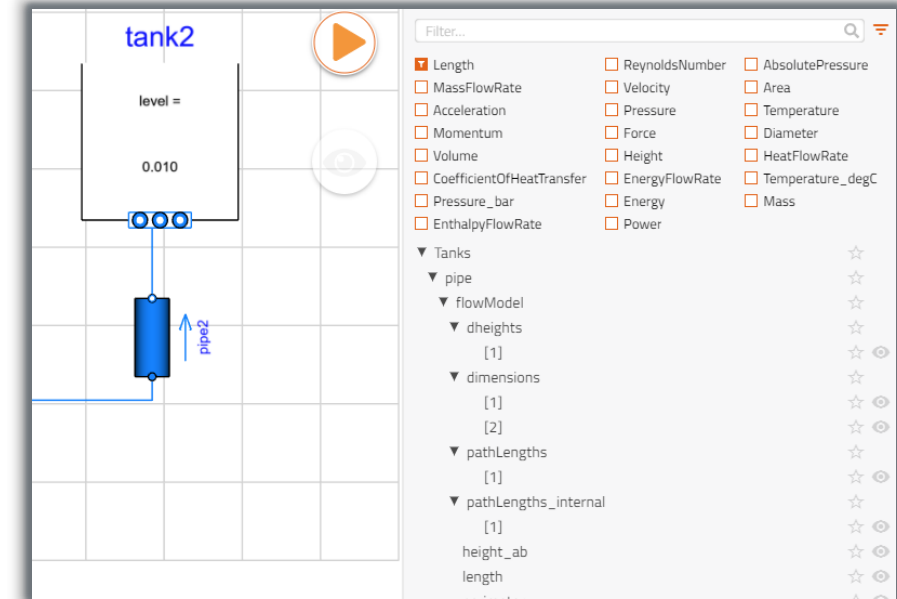 tank2
level =
0.010
pipe2
Filter...
Length ReynoldsNumber AbsolutePressure
MassFlowRate Velocity Area
Acceleration Pressure Temperature
Momentum Force Diameter
Volume Height HeatFlowRate
CoefficientOfHeatTransfer EnergyFlowRate Temperature_degC
Pressure_bar Energy Mass
EnthalpyFlowRate Power
Tanks
pipe
flowModel
dheights
[1]
dimensions
[1]
[2]
pathLengths
[1]
pathLengths_internal
[1]
height_ab
length